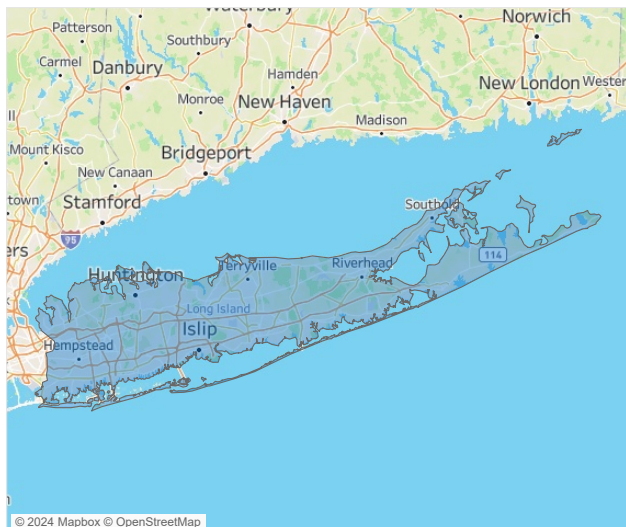 Waterbury
Norwich
Patterson
Southbury
Carmel
Danbury
Hamden
New London
Wester
Monroe
New Haven
ll
Madison
Mount Kisco
Bridgeport
New Canaan
town
Stamford
Southold
95
ers
114
Huntington
Terryville
Riverhead
k
Long Island
Islip
Hempstead
n
© 2024 Mapbox © OpenStreetMap